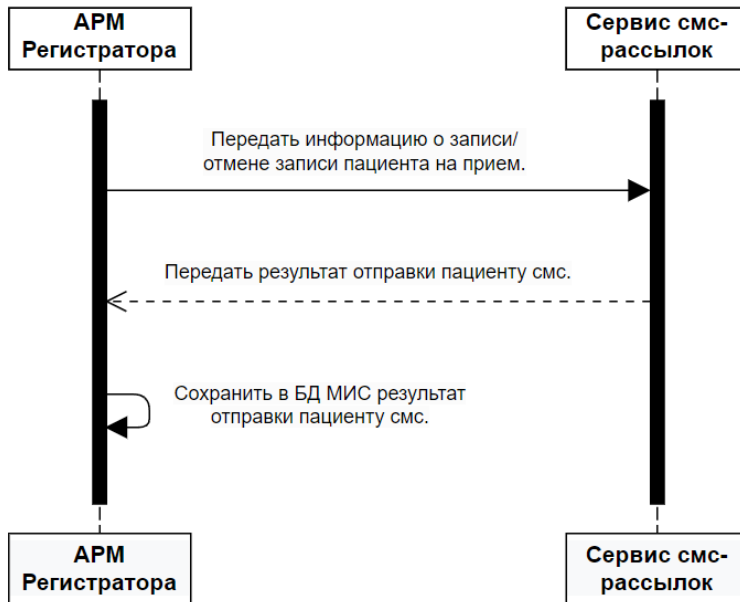 АРМ
Регистратора
Сервис смс-
рассылок
Передать информацию о записи/
отмене записи пациента на прием.
Передать результат отправки пациенту смс.
Сохранить в БД МИС результат
отправки пациенту смс.
АРМ
Регистратора
Сервис смс-
рассылок